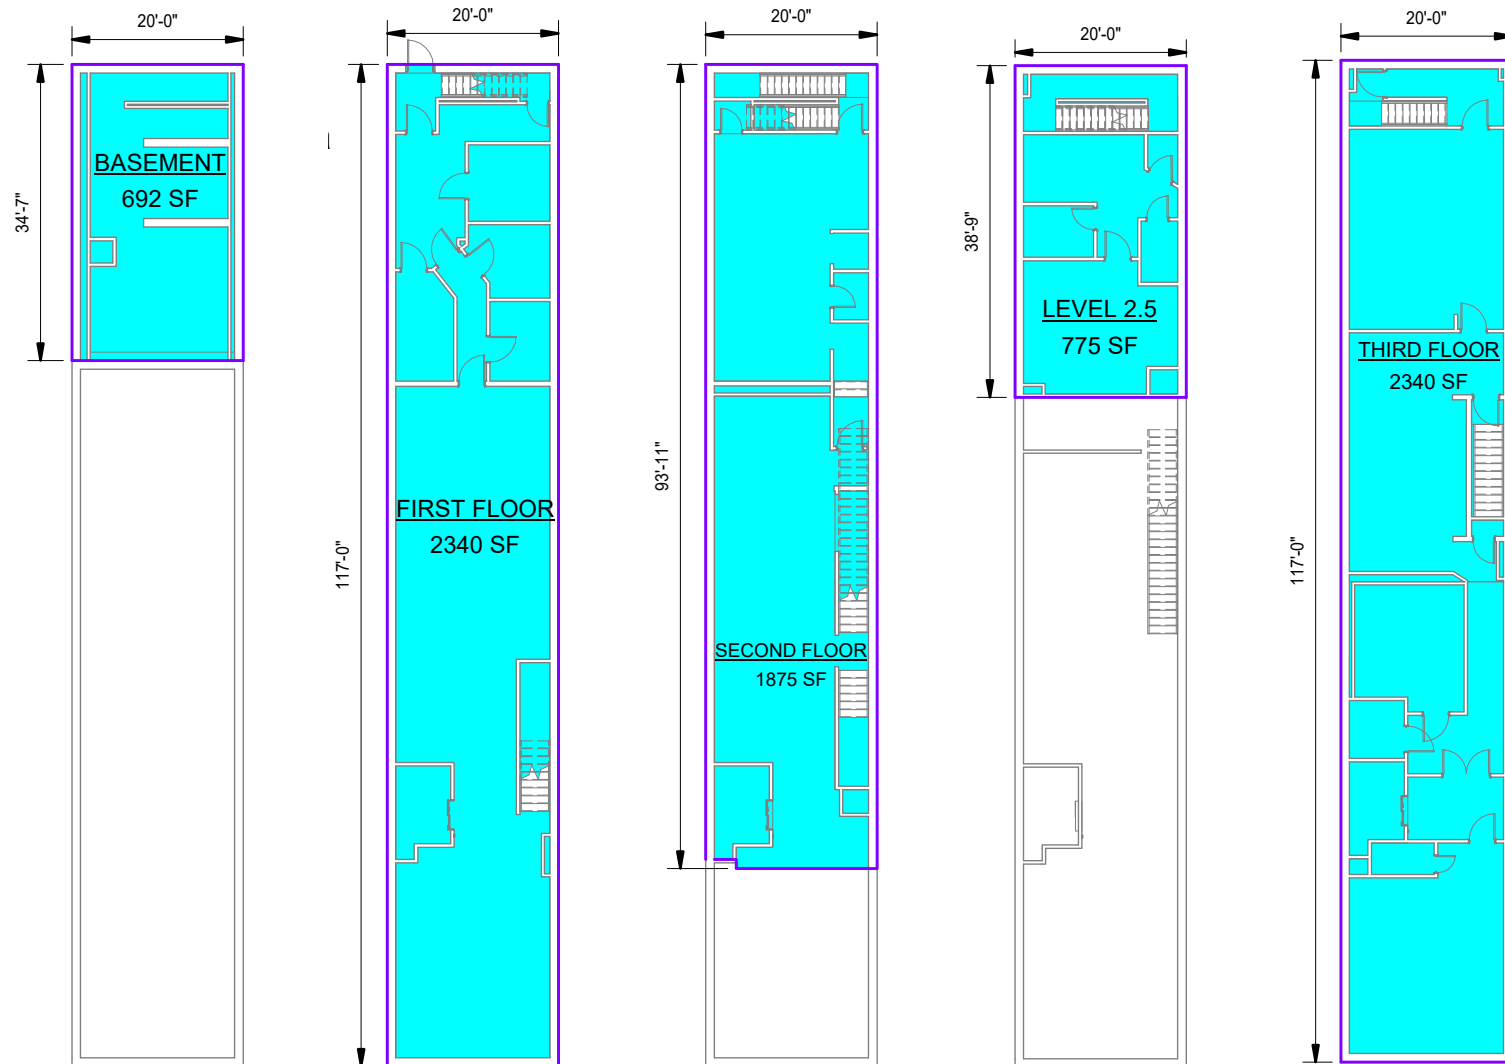 20'-0"
34'-7"
BASEMENT
692 SF
20'-0"
117'-0"
FIRST FLOOR
2340 SF
20'-0"
93'-11"
SECOND FLOOR
1875 SF
20'-0"
38'-9"
LEVEL 2.5
775 SF
20'-0"
117'-0"
THIRD FLOOR
2340 SF